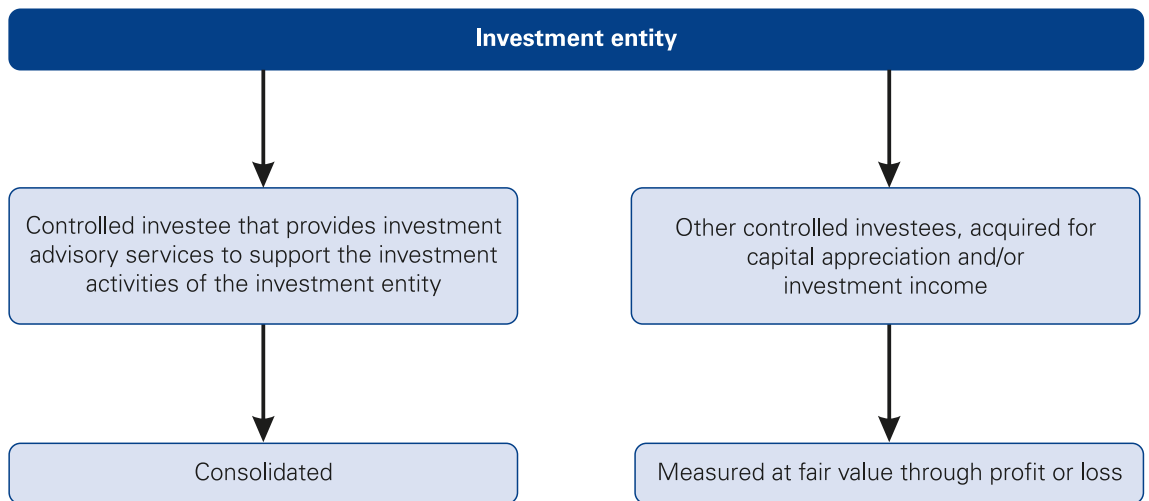 Investment entity
Controlled investee that provides investment
advisory services to support the investment
activities of the investment entity
Other controlled investees, acquired for
capital appreciation and/or
investment income
Consolidated
Measured at fair value through profit or loss